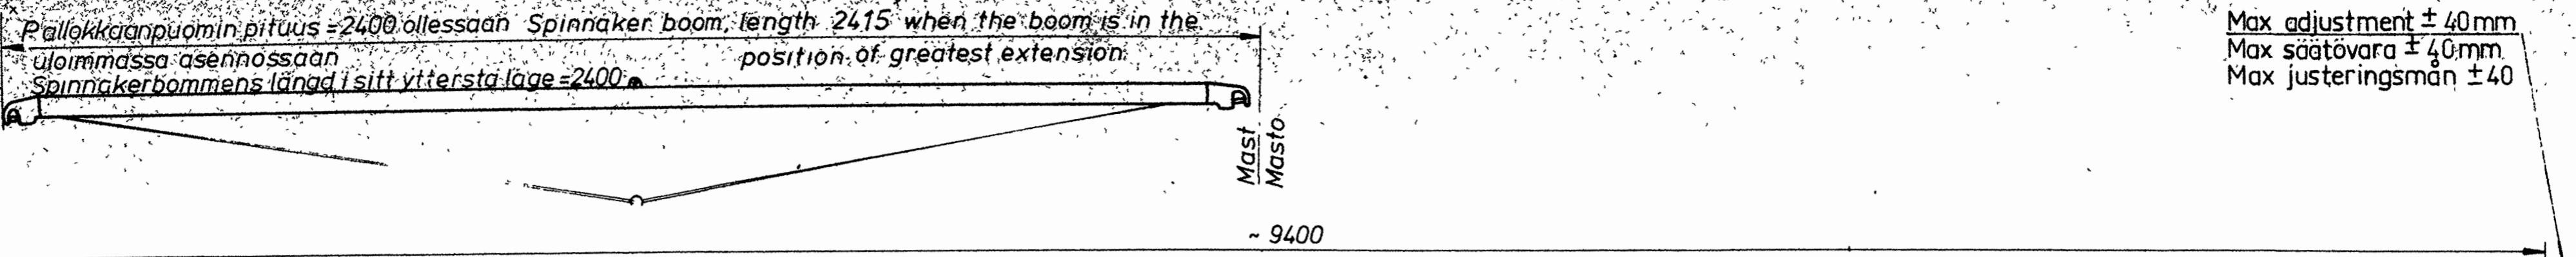 Pallokkaanpuomin pituus =2400 ollessaan
uloimmassa asennossaan
Spinnakerbommens längd i sitt yttersta läge =2400
Spinnaker boom, length 2415 when the boom is in the
position of greatest extension
Mast
Masto
~ 9400
Max adjustment ± 40mm
Max säätövara ± 40mm
Max justeringsmån ±40